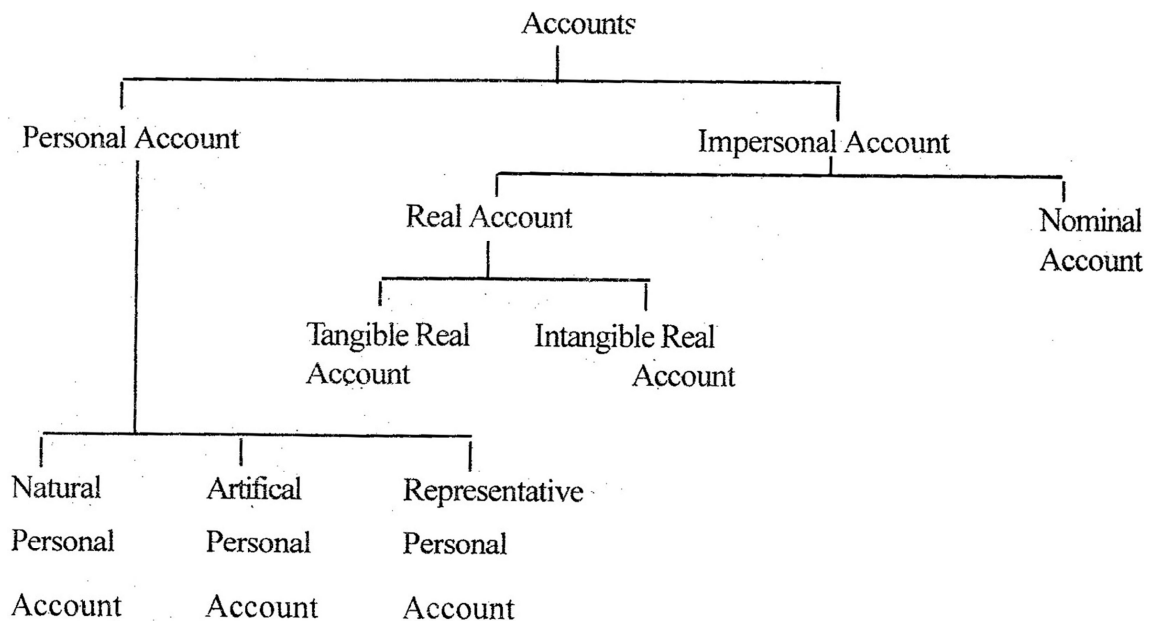 Accounts
Personal Account
Impersonal Account
Real Account
Nominal
Account
Tangible Real
Account
Intangible Real
Account
Natural
Personal
Account
Artifical
Personal
Account
Representative
Personal
Account